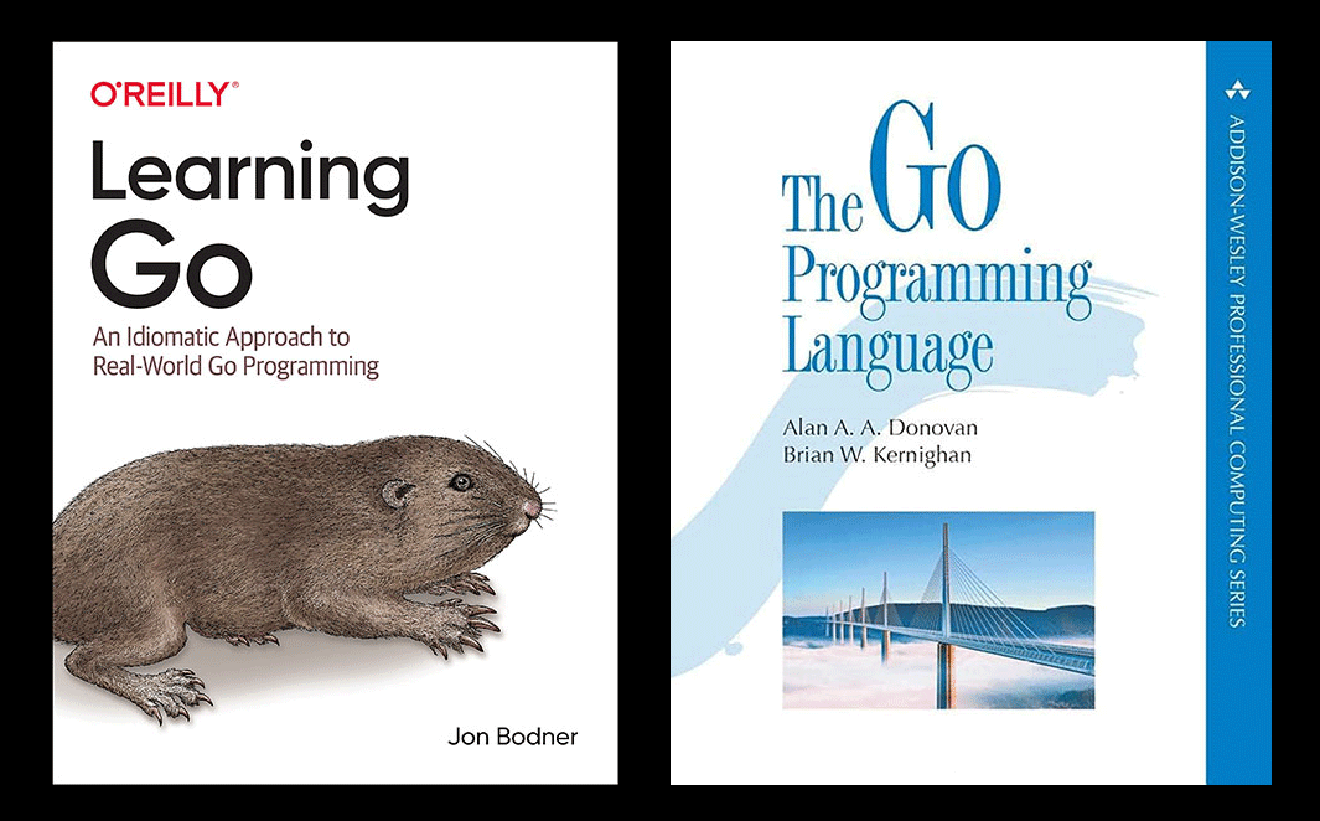 O'REILLY®
Learning
Go
An Idiomatic Approach to
Real-World Go Programming
Jon Bodner
The Go
Programming
Language
Alan A. A. Donovan
Brian W. Kernighan
ADDISON-WESLEY PROFESSIONAL COMPUTING SERIES